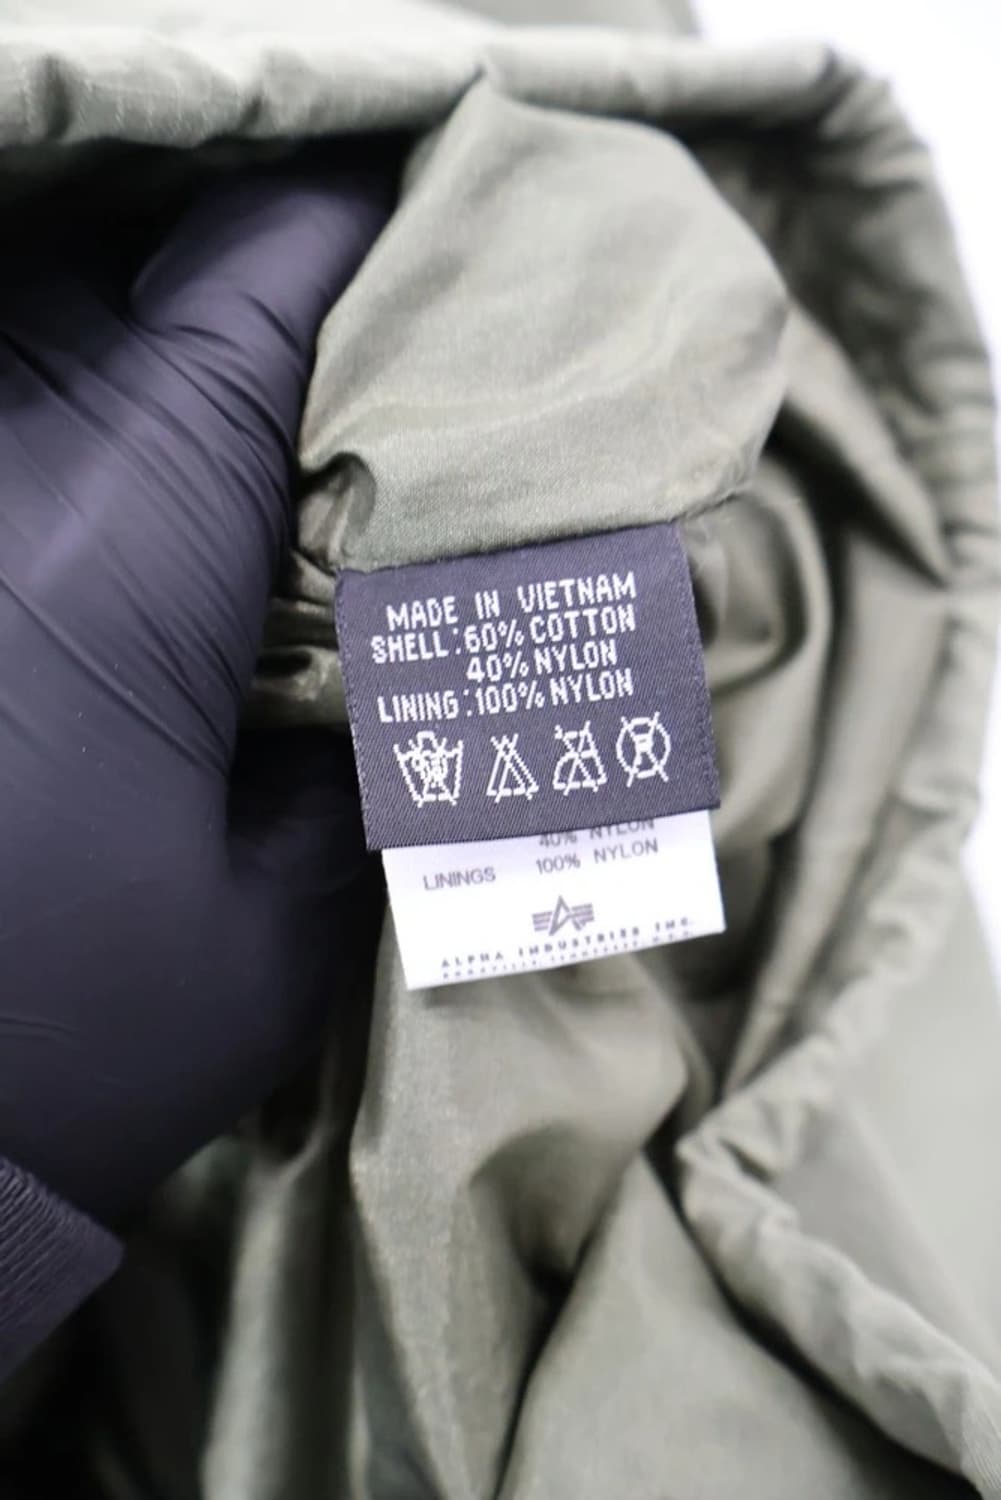 MADE IN VIETNAM
SHELL:60% COTTON
40% NYLON
LINING:100% NYLON
40% NYLON
LININGS 100% NYLON
ALPHA INDUSTRIES INC.